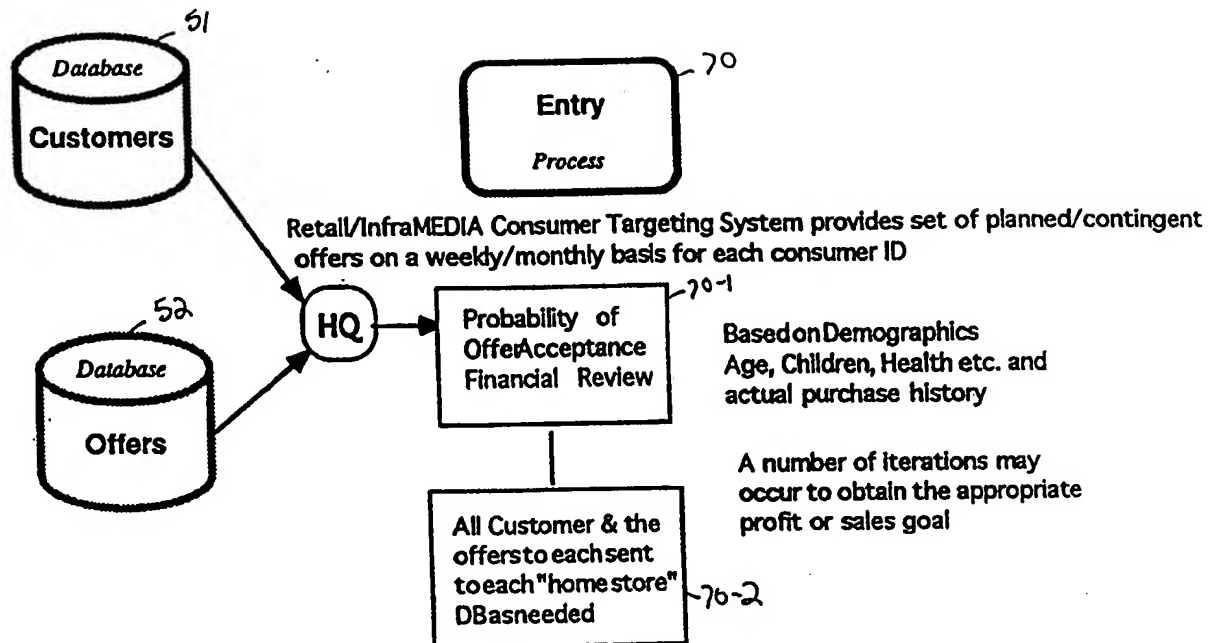 51
Database
Customers
70
Entry
Process
Retail/InfraMEDIA Consumer Targeting System provides set of planned/contingent
offers on a weekly/monthly basis for each consumer ID
52
Database
Offers
HQ
70-1
Probability of
OfferAcceptance
Financial Review
BasedonDemographics
Age, Children, Health etc. and
actual purchase history
A number of iterations may
occur to obtain the appropriate
profit or sales goal
All Customer & the
offerstoeachsent
toeach"homestore"
DBasneeded
70-2